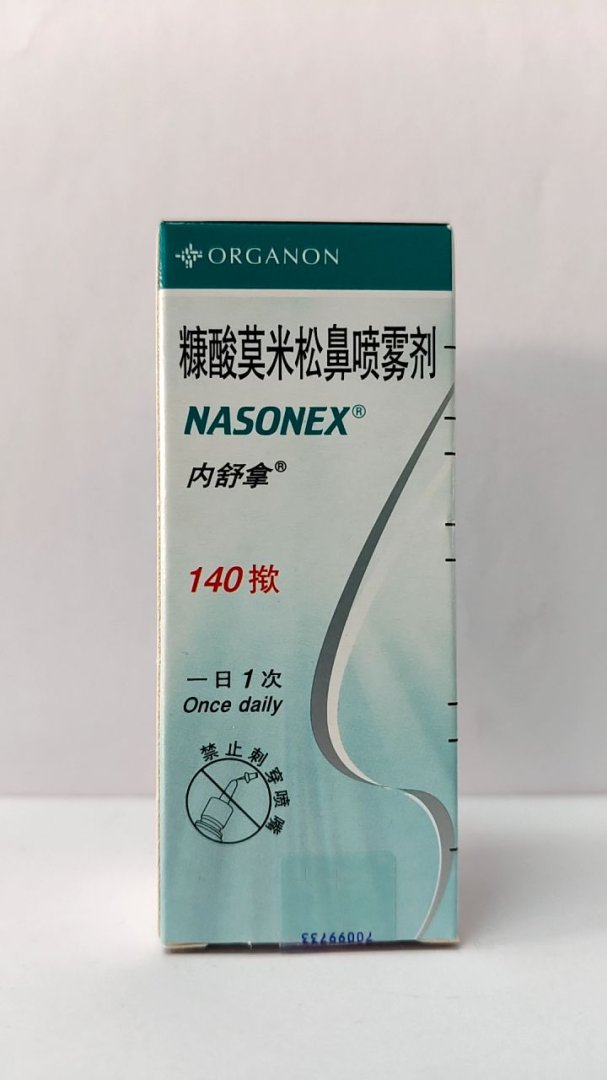 ORGANON
糠酸莫米松鼻喷雾剂
NASONEX®
内舒拿®
140揿
一日1次
Once daily
禁止刺穿喷嘴
70099733